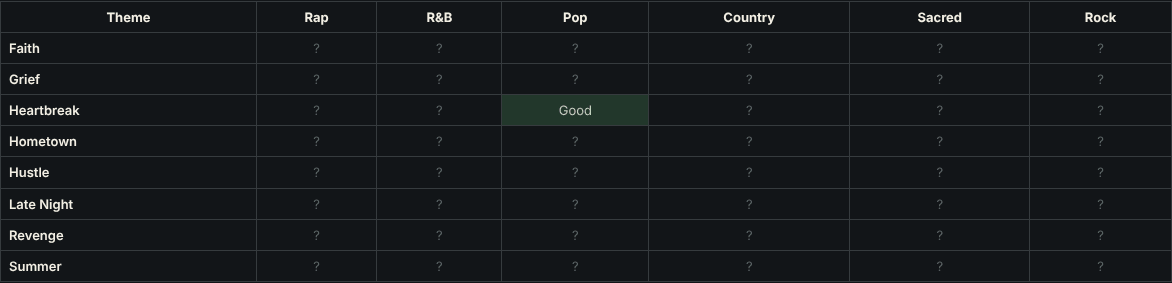 Theme Rap R&B Pop Country Sacred Rock
Faith ? ? ? ? ? ?
Grief ? ? ? ? ? ?
Heartbreak ? ? Good ? ? ?
Hometown ? ? ? ? ? ?
Hustle ? ? ? ? ? ?
Late Night ? ? ? ? ? ?
Revenge ? ? ? ? ? ?
Summer ? ? ? ? ? ?